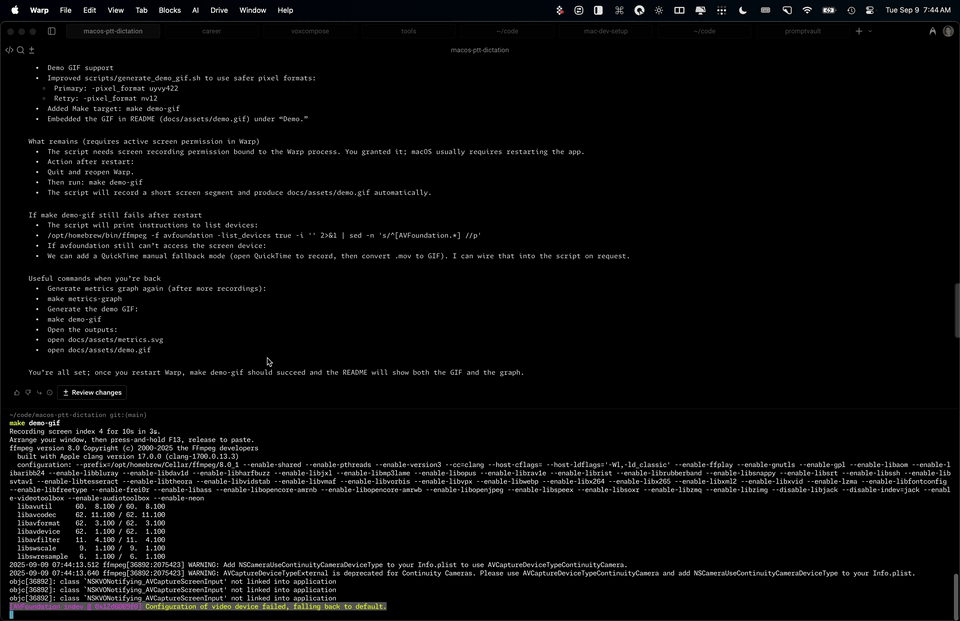 Warp File Edit View Tab Blocks AI Drive Window Help Tue Sep 9 7:44 AM
macos-ptt-dictation career voxcompose tools ~/code mac-dev-setup ~/code promptvault
macos-ptt-dictation
• Demo GIF support
• Improved scripts/generate_demo_gif.sh to use safer pixel formats:
◦ Primary: -pixel_format uyvy422
◦ Retry: -pixel_format nv12
• Added Make target: make demo-gif
• Embedded the GIF in README (docs/assets/demo.gif) under “Demo.”
What remains (requires active screen permission in Warp)
• The script needs screen recording permission bound to the Warp process. You granted it; macOS usually requires restarting the app.
• Action after restart:
• Quit and reopen Warp.
• Then run: make demo-gif
• The script will record a short screen segment and produce docs/assets/demo.gif automatically.
If make demo-gif still fails after restart
• The script will print instructions to list devices:
• /opt/homebrew/bin/ffmpeg -f avfoundation -list_devices true -i '' 2>&1 | sed -n 's/^[AVFoundation.*] //p'
• If avfoundation still can’t access the screen device:
• We can add a QuickTime manual fallback mode (open QuickTime to record, then convert .mov to GIF). I can wire that into the script on request.
Useful commands when you’re back
• Generate metrics graph again (after more recordings):
• make metrics-graph
• Generate the demo GIF:
• make demo-gif
• Open the outputs:
• open docs/assets/metrics.svg
• open docs/assets/demo.gif
You’re all set; once you restart Warp, make demo-gif should succeed and the README will show both the GIF and the graph.
Review changes
~/code/macos-ptt-dictation git:(main)
make demo-gif
Recording screen index 4 for 10s in 3s.
Arrange your window, then press-and-hold F13, release to paste.
ffmpeg version 8.0 Copyright (c) 2000-2025 the FFmpeg developers
built with Apple clang version 17.0.0 (clang-1700.0.13.3)
configuration: --prefix=/opt/homebrew/Cellar/ffmpeg/8.0_1 --enable-shared --enable-pthreads --enable-version3 --cc=clang --host-cflags= --host-ldflags='-Wl,-ld_classic' --enable-ffplay --enable-gnutls --enable-gpl --enable-libaom --enable-l
ibaribb24 --enable-libbluray --enable-libdav1d --enable-libharfbuzz --enable-libjxl --enable-libmp3lame --enable-libopus --enable-librav1e --enable-librist --enable-librubberband --enable-libsnappy --enable-libsrt --enable-libssh --enable-l
ibsvtav1 --enable-libtesseract --enable-libtheora --enable-libvidstab --enable-libvmaf --enable-libvorbis --enable-libvpx --enable-libwebp --enable-libx264 --enable-libx265 --enable-libxml2 --enable-libxvid --enable-lzma --enable-libfontconfig
--enable-libfreetype --enable-frei0r --enable-libass --enable-libopencore-amrnb --enable-libopencore-amrwb --enable-libopenjpeg --enable-libspeex --enable-libsoxr --enable-libzmq --enable-libzimg --disable-libjack --disable-indev=jack --enabl
e-videotoolbox --enable-audiotoolbox --enable-neon
libavutil 60. 8.100 / 60. 8.100
libavcodec 62. 11.100 / 62. 11.100
libavformat 62. 3.100 / 62. 3.100
libavdevice 62. 1.100 / 62. 1.100
libavfilter 11. 4.100 / 11. 4.100
libswscale 9. 1.100 / 9. 1.100
libswresample 6. 1.100 / 6. 1.100
2025-09-09 07:44:13.512 ffmpeg[36892:2075423] WARNING: Add NSCameraUseContinuityCameraDeviceType to your Info.plist to use AVCaptureDeviceTypeContinuityCamera.
2025-09-09 07:44:13.640 ffmpeg[36892:2075423] WARNING: AVCaptureDeviceTypeExternal is deprecated for Continuity Cameras. Please use AVCaptureDeviceTypeContinuityCamera and add NSCameraUseContinuityCameraDeviceType to your Info.plist.
objc[36892]: class `NSKVONotifying_AVCaptureScreenInput' not linked into application
objc[36892]: class `NSKVONotifying_AVCaptureScreenInput' not linked into application
objc[36892]: class `NSKVONotifying_AVCaptureScreenInput' not linked into application
Configuration of video device failed, falling back to default.